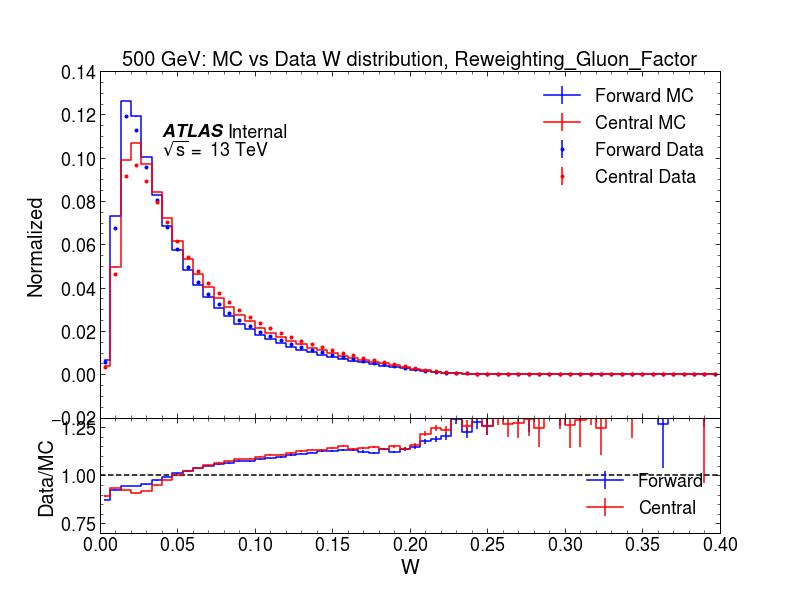 500 GeV: MC vs Data W distribution, Reweighting_Gluon_Factor
0.14
0.12
0.10
0.08
0.06
0.04
0.02
0.00
−0.02
Normalized
ATLAS Internal
√s = 13 TeV
Forward MC
Central MC
Forward Data
Central Data
1.25
1.00
0.75
Data/MC
Forward
Central
0.00 0.05 0.10 0.15 0.20 0.25 0.30 0.35 0.40
W